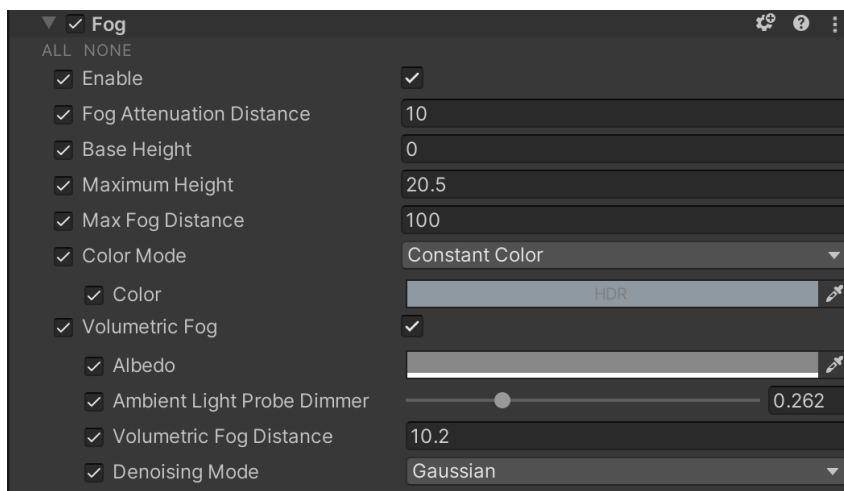 Fog
ALL NONE
Enable
Fog Attenuation Distance 10
Base Height 0
Maximum Height 20.5
Max Fog Distance 100
Color Mode Constant Color
Color HDR
Volumetric Fog
Albedo
Ambient Light Probe Dimmer 0.262
Volumetric Fog Distance 10.2
Denoising Mode Gaussian